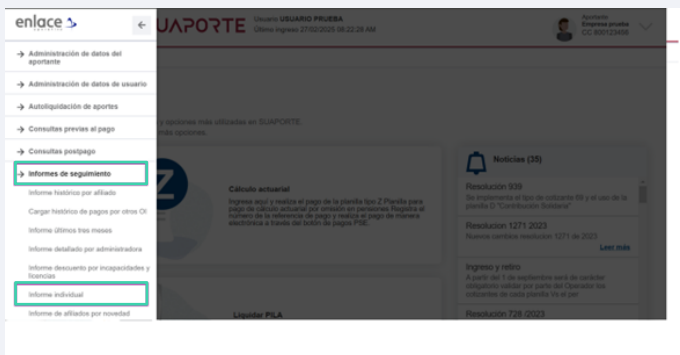 enlace
SUAPORTE
Usuario USUARIO PRUEBA
Último ingreso 27/02/2025 08:22:28 AM
Aportante
Empresa prueba
CC 800123456
Administración de datos del
aportante
Administración de datos de usuario
Autoliquidación de aportes
Consultas previas al pago
Consultas postpago
Informes de seguimiento
Informe histórico por afiliado
Cargar histórico de pagos por otros OI
Informe últimos tres meses
Informe detallado por administradora
Informe descuento por incapacidades y
licencias
Informe individual
Informe de afiliados por novedad
y opciones más utilizadas en SUAPORTE.
más opciones.
Z
Cálculo actuarial
Ingresa aquí y realiza el pago de la planilla tipo Z Planilla para
pago de cálculo actuarial por omisión en pensiones Registra el
número de la referencia de pago y realiza el pago de manera
electrónica a través del botón de pagos PSE.
Liquidar PILA
Noticias (35)
Resolución 939
Se implementa el tipo de cotizante 69 y el uso de la
planilla D "Contribución Solidaria"
Resolucion 1271 2023
Nuevos cambios resolucion 1271 de 2023
Leer más
Ingreso y retiro
A partir del 1 de septiembre será de carácter
obligatorio validar por parte del Operador los
cotizantes de cada planilla Vs el per
Resolución 728 /2023